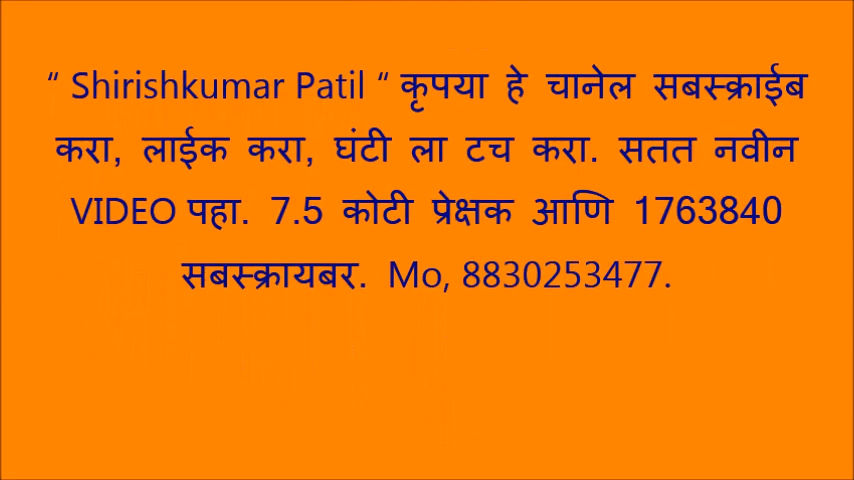 “ Shirishkumar Patil “ कृपया हे चानेल सबस्क्राईब
करा, लाईक करा, घंटी ला टच करा. सतत नवीन
VIDEO पहा. 7.5 कोटी प्रेक्षक आणि 1763840
सबस्क्रायबर. Mo, 8830253477.